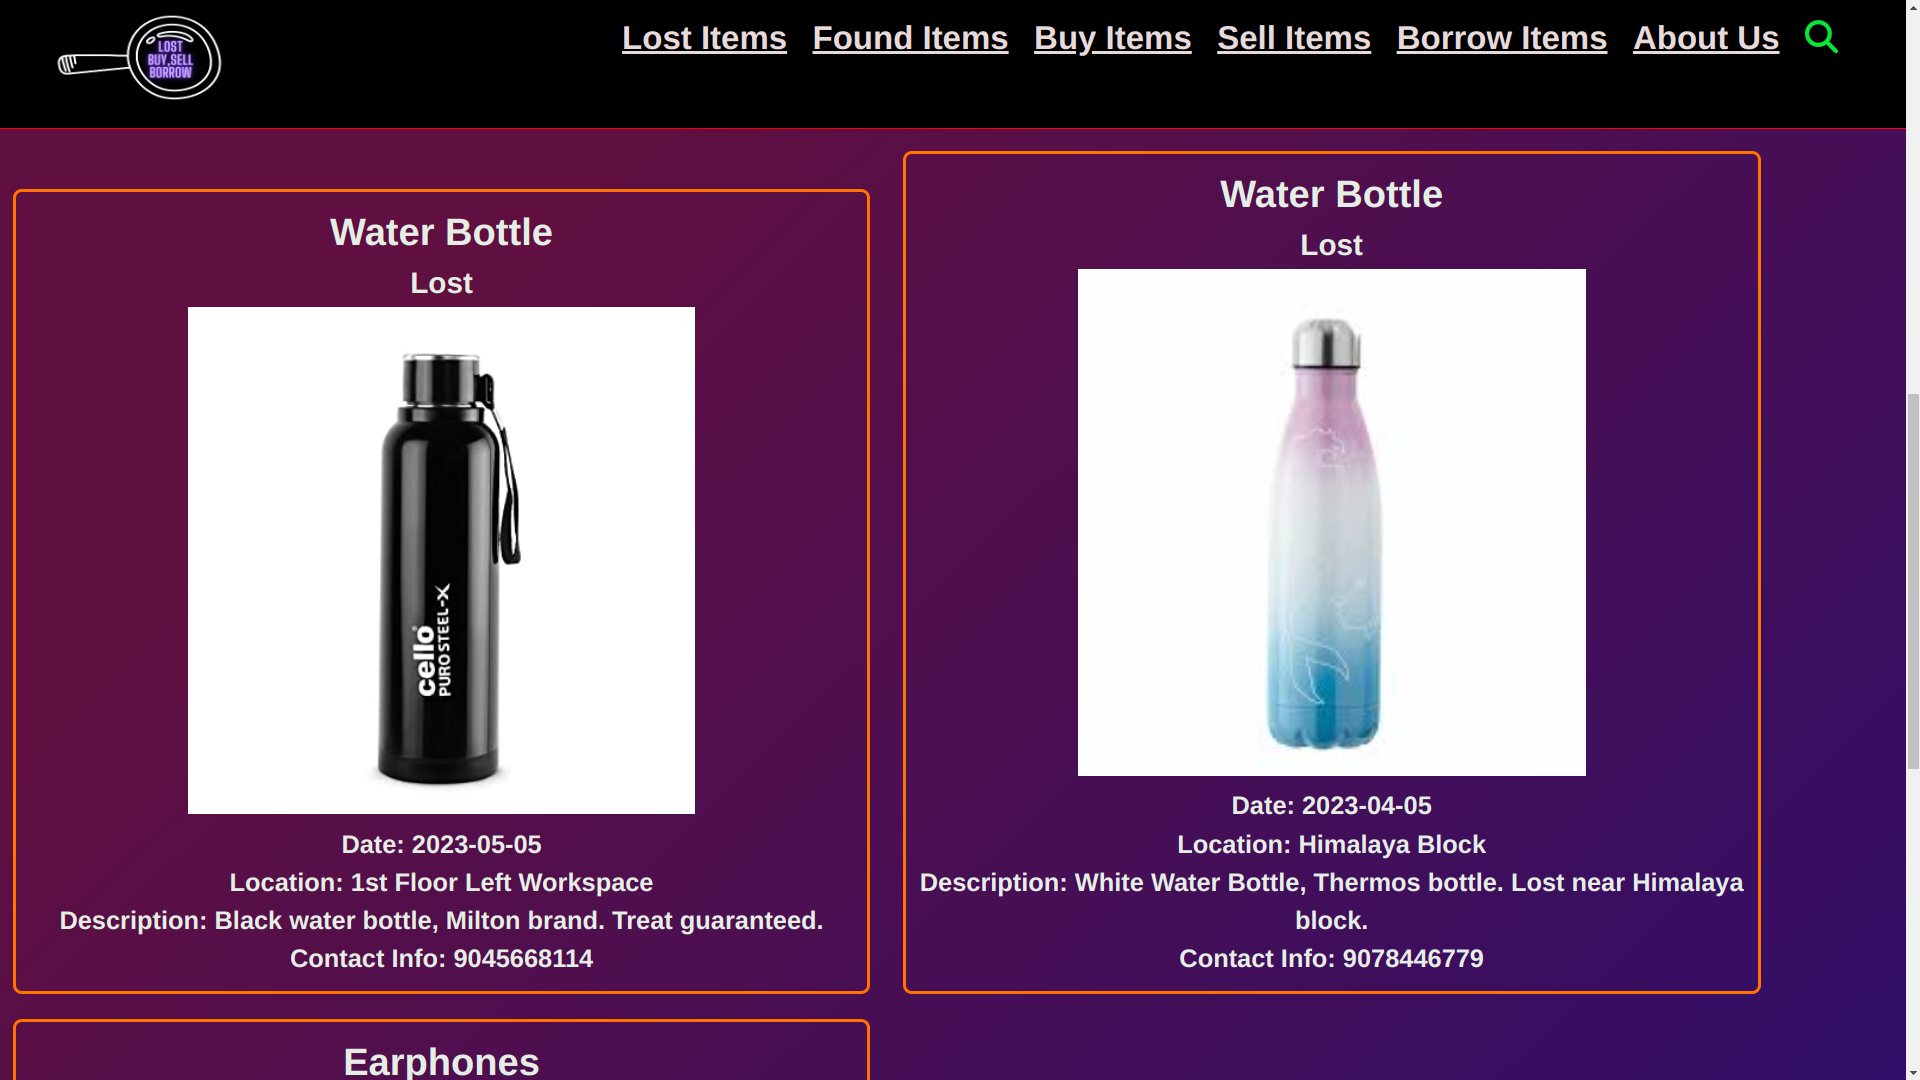 LOST
BUY,SELL
BORROW
Lost Items
Found Items
Buy Items
Sell Items
Borrow Items
About Us
Water Bottle
Lost
cello
PURO STEEL-X
Date: 2023-05-05
Location: 1st Floor Left Workspace
Description: Black water bottle, Milton brand. Treat guaranteed.
Contact Info: 9045668114
Water Bottle
Lost
Date: 2023-04-05
Location: Himalaya Block
Description: White Water Bottle, Thermos bottle. Lost near Himalaya
block.
Contact Info: 9078446779
Earphones